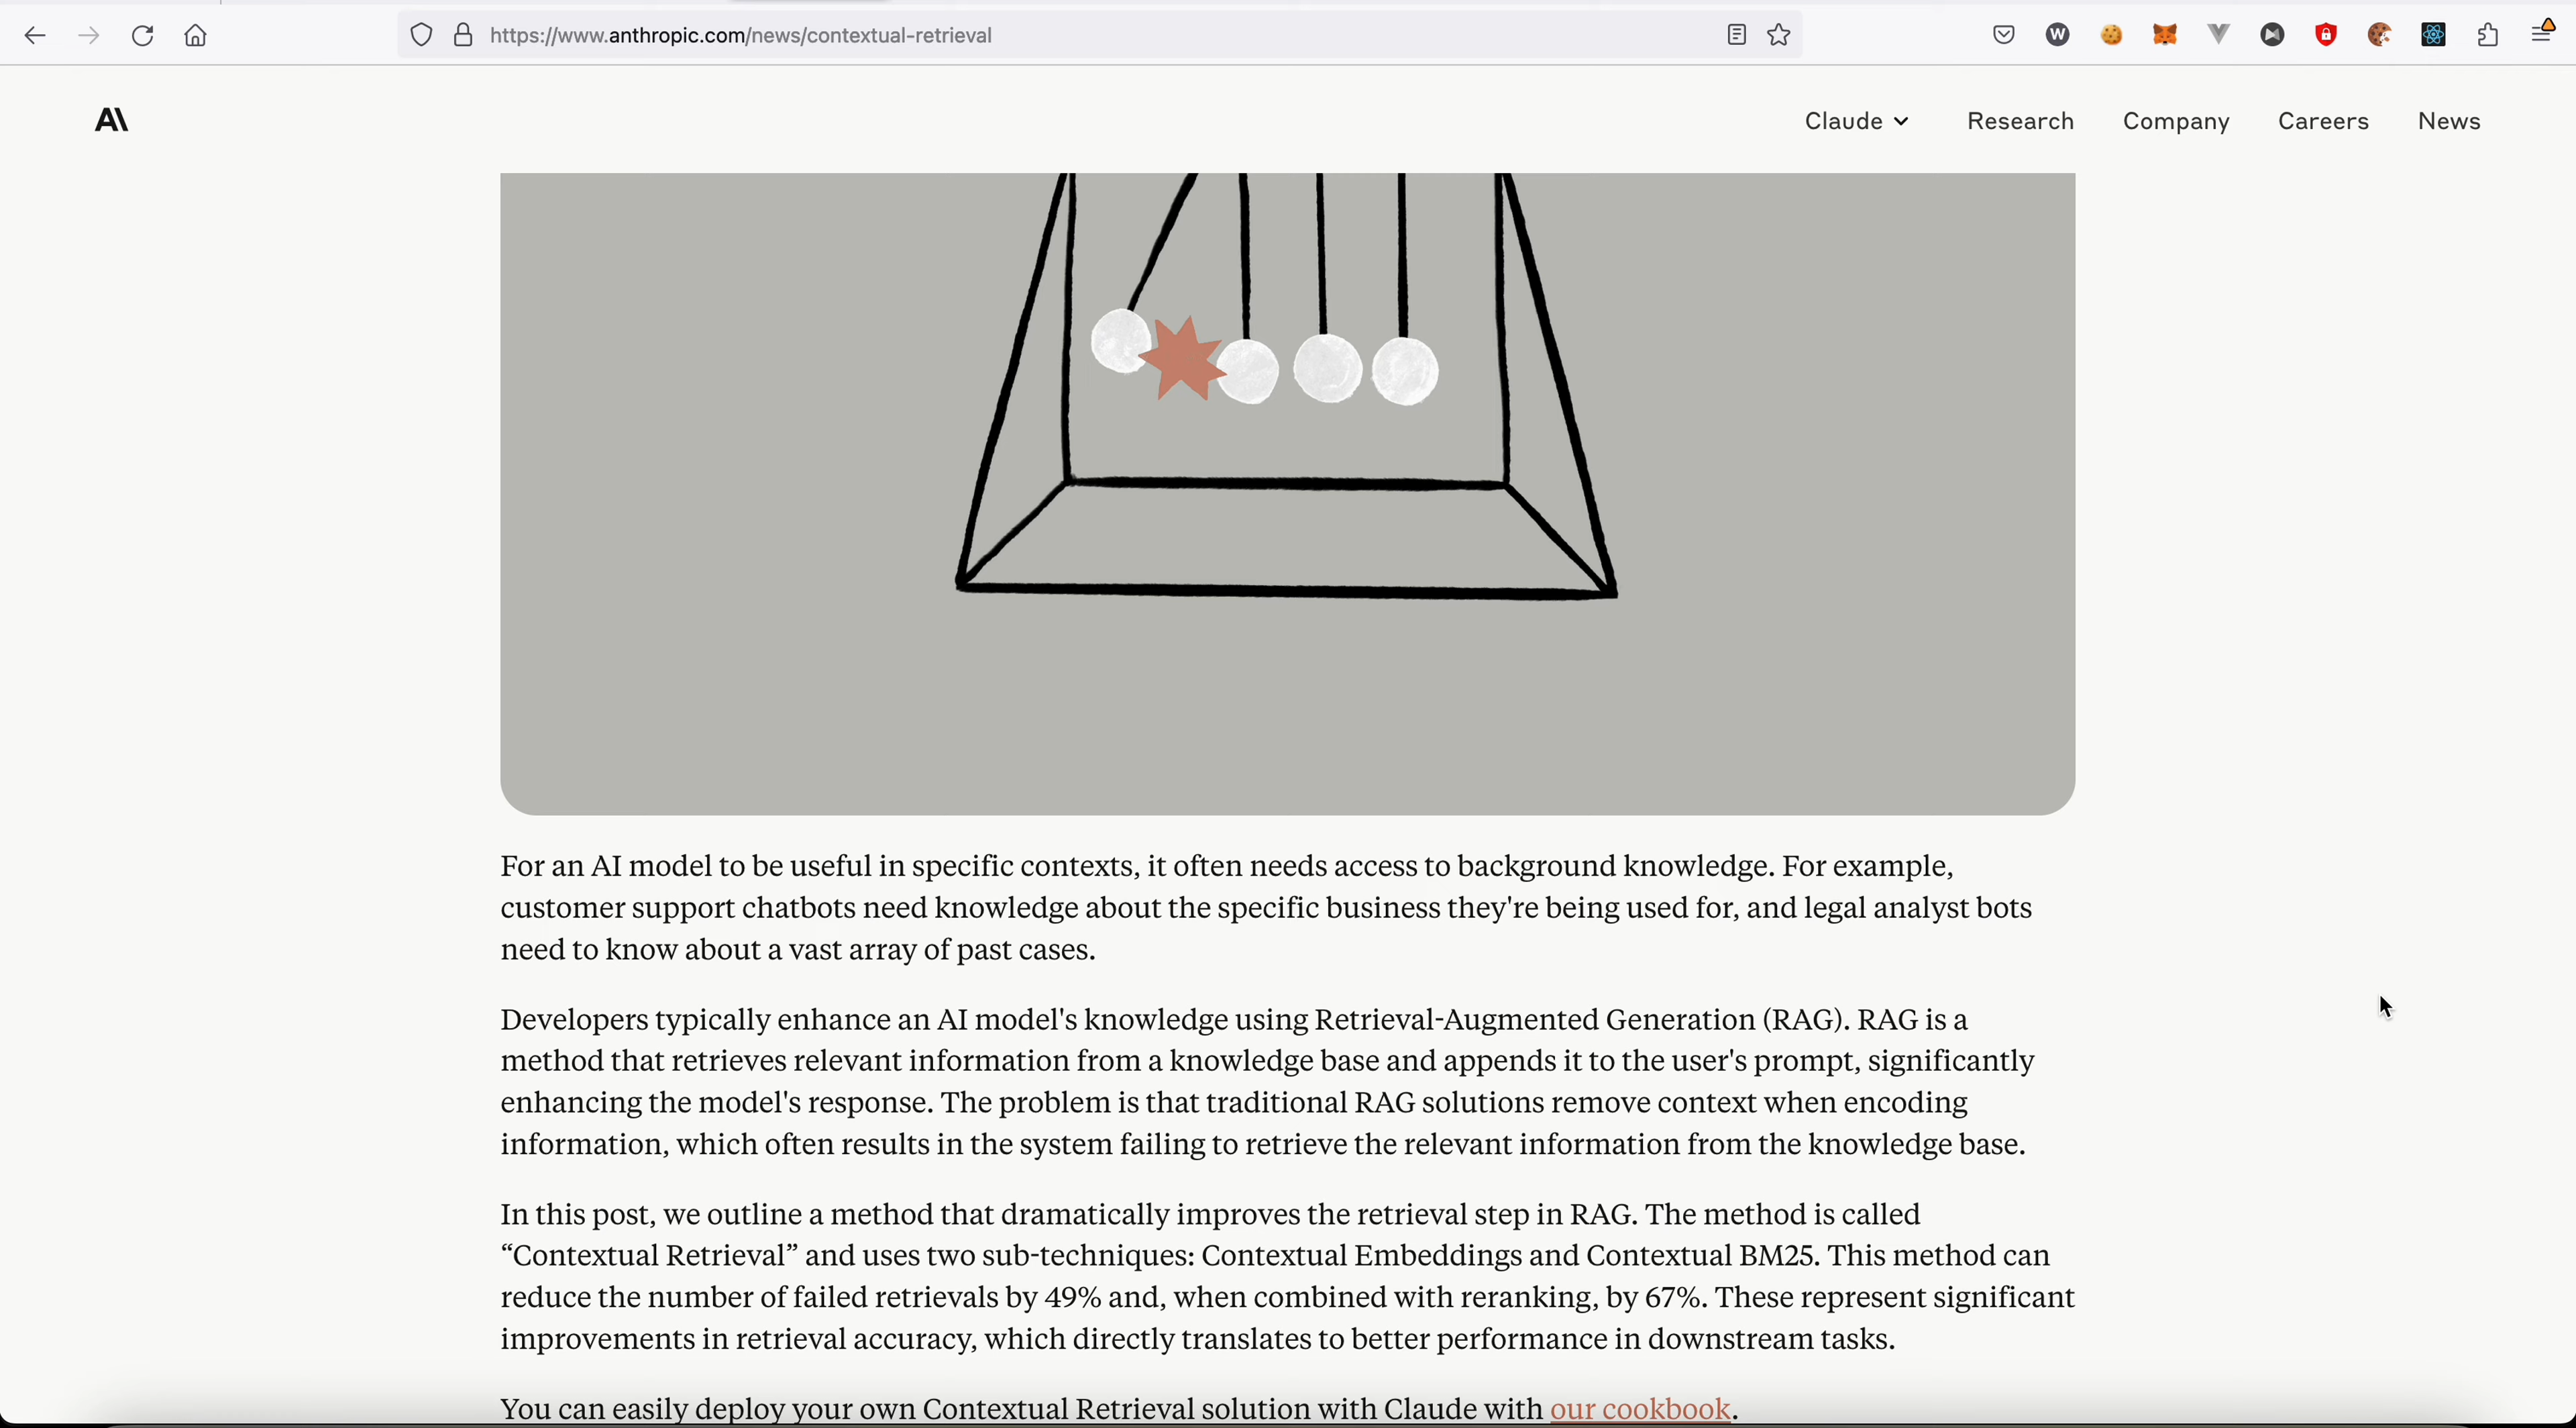 https://www.anthropic.com/news/contextual-retrieval
W
A\
Claude
Research
Company
Careers
News
For an AI model to be useful in specific contexts, it often needs access to background knowledge. For example,
customer support chatbots need knowledge about the specific business they're being used for, and legal analyst bots
need to know about a vast array of past cases.
Developers typically enhance an AI model's knowledge using Retrieval-Augmented Generation (RAG). RAG is a
method that retrieves relevant information from a knowledge base and appends it to the user's prompt, significantly
enhancing the model's response. The problem is that traditional RAG solutions remove context when encoding
information, which often results in the system failing to retrieve the relevant information from the knowledge base.
In this post, we outline a method that dramatically improves the retrieval step in RAG. The method is called
“Contextual Retrieval” and uses two sub-techniques: Contextual Embeddings and Contextual BM25. This method can
reduce the number of failed retrievals by 49% and, when combined with reranking, by 67%. These represent significant
improvements in retrieval accuracy, which directly translates to better performance in downstream tasks.
You can easily deploy your own Contextual Retrieval solution with Claude with our cookbook.